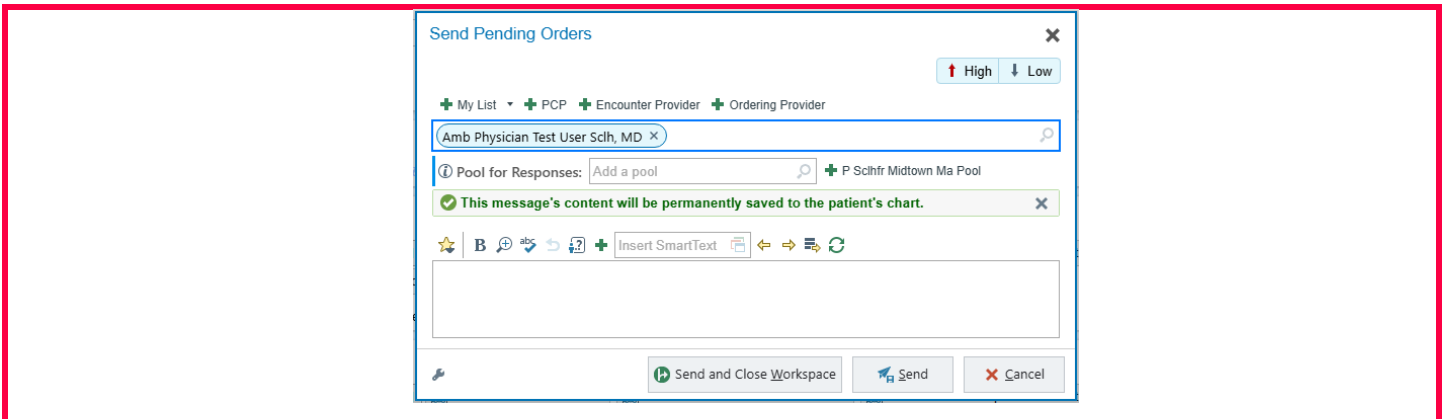 Send Pending Orders
High Low
My List PCP Encounter Provider Ordering Provider
Amb Physician Test User Sclh, MD
Pool for Responses: Add a pool P Sclhfr Midtown Ma Pool
This message's content will be permanently saved to the patient's chart.
B abc Insert SmartText
Send and Close Workspace Send Cancel